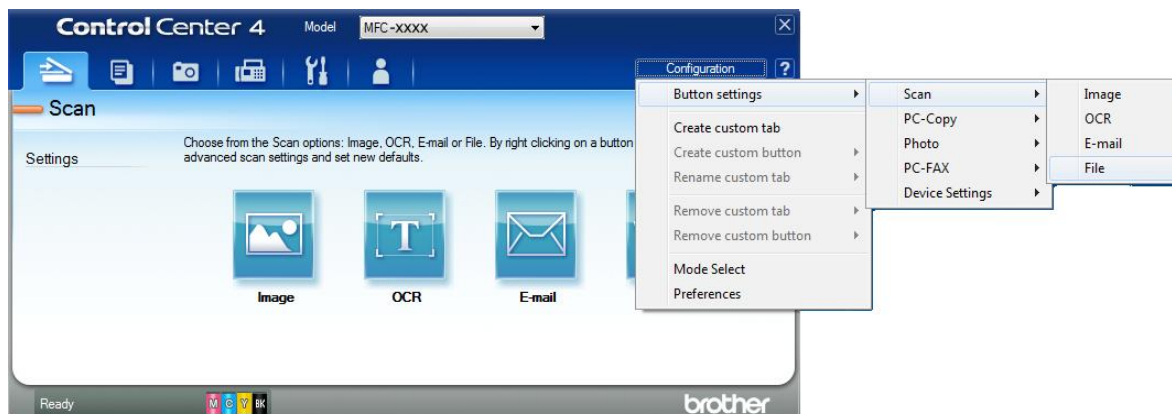 ControlCenter 4
Model
MFC-XXXX
Configuration
?
Scan
Settings
Choose from the Scan options: Image, OCR, E-mail or File. By right clicking on a button
advanced scan settings and set new defaults.
T
Image
OCR
E-mail
Button settings
Create custom tab
Create custom button
Rename custom tab
Remove custom tab
Remove custom button
Mode Select
Preferences
Scan
PC-Copy
Photo
PC-FAX
Device Settings
Image
OCR
E-mail
File
Ready
M C Y BK
brother